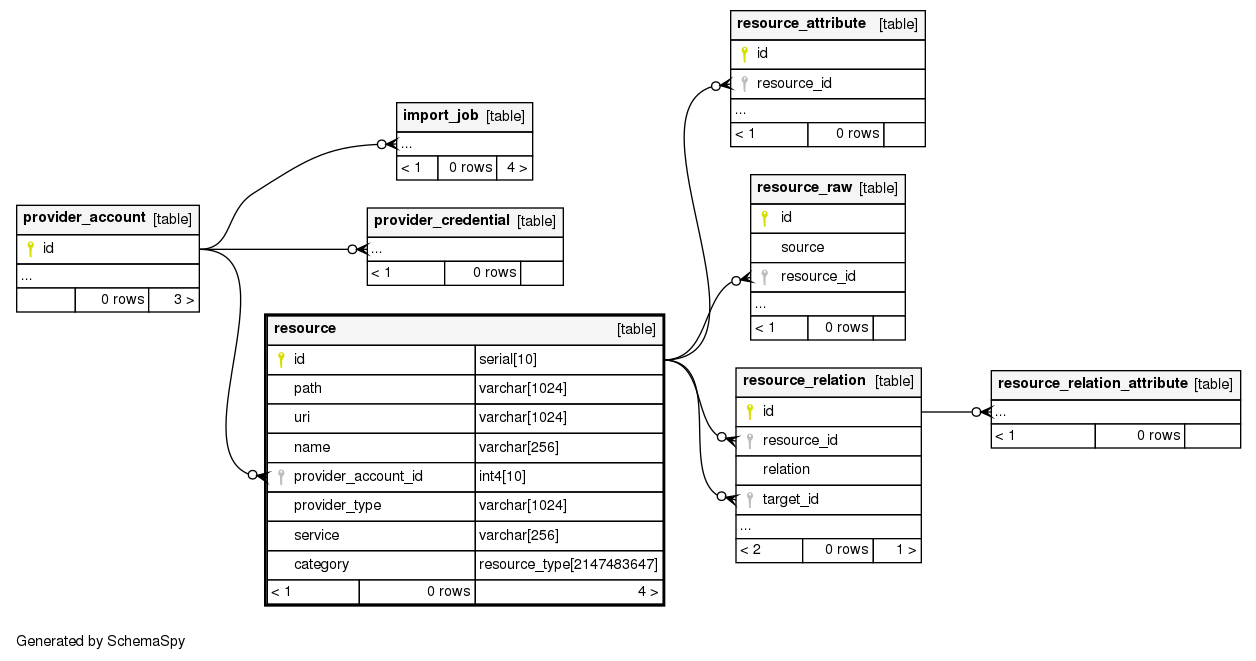 provider_account [table]
id
...
0 rows 3 >
import_job [table]
...
< 1 0 rows 4 >
provider_credential [table]
...
< 1 0 rows
resource [table]
id serial[10]
path varchar[1024]
uri varchar[1024]
name varchar[256]
provider_account_id int4[10]
provider_type varchar[1024]
service varchar[256]
category resource_type[2147483647]
< 1 0 rows 4 >
resource_attribute [table]
id
resource_id
...
< 1 0 rows
resource_raw [table]
id
source
resource_id
...
< 1 0 rows
resource_relation [table]
id
resource_id
relation
target_id
...
< 2 0 rows 1 >
resource_relation_attribute [table]
...
< 1 0 rows
Generated by SchemaSpy